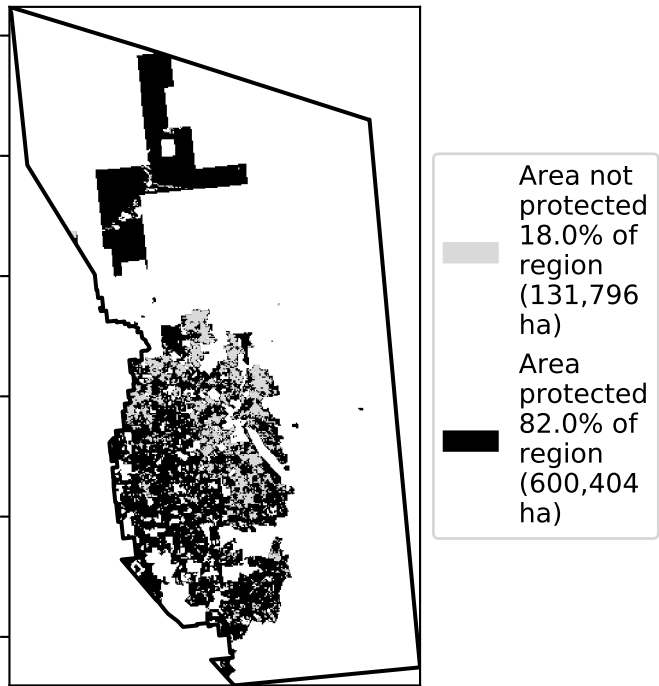 Area not
protected
18.0% of
region
(131,796
ha)
Area
protected
82.0% of
region
(600,404
ha)